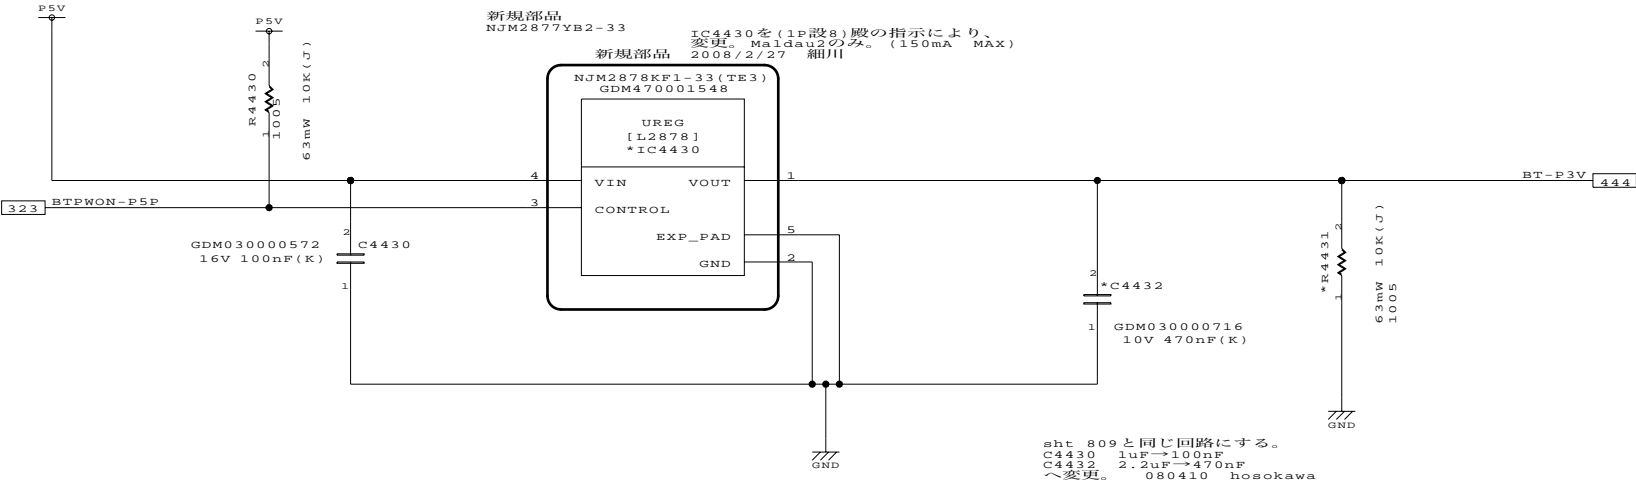 P5V
P5V
新規部品
NJM2877YB2-33
IC4430を(1P設8)殿の指示により、
変更。Maldau2のみ。(150mA MAX)
新規部品 2008/2/27 細川
NJM2878KF1-33(TE3)
GDM470001548
UREG
[L2878]
*IC4430
R4430
1005
63mW 10K(J)
2
1
4
VIN
VOUT
1
BT-P3V
444
323
BTPWON-P5P
3
CONTROL
EXP_PAD
5
GND
2
GDM030000572
16V 100nF(K)
2
C4430
1
2
*C4432
1
GDM030000716
10V 470nF(K)
*R4431
2
1
63mW 10K(J)
1005
GND
GND
sht 809と同じ回路にする。
C4430 1uF→100nF
C4432 2.2uF→470nF
へ変更。 080410 hosokawa